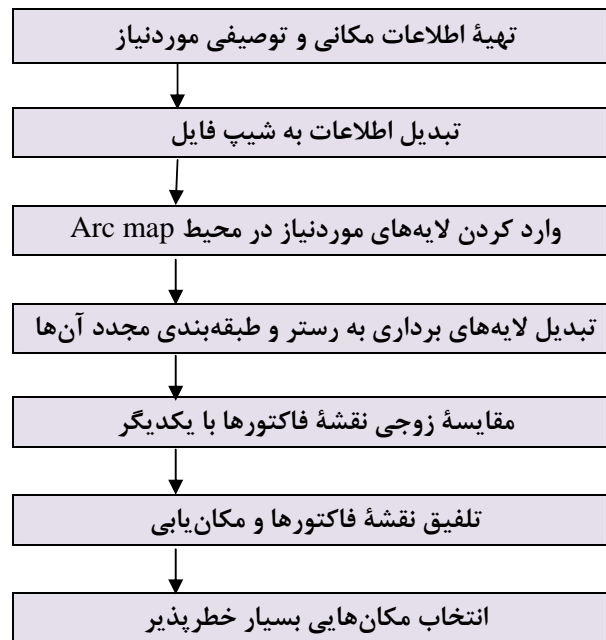 تهیهٔ اطلاعات مکانی و توصیفی موردنیاز
تبدیل اطلاعات به شیپ فایل
وارد کردن لایه‌های موردنیاز در محیط Arc map
تبدیل لایه‌های برداری به رستر و طبقه‌بندی مجدد آن‌ها
مقایسهٔ زوجی نقشهٔ فاکتورها با یکدیگر
تلفیق نقشهٔ فاکتورها و مکان‌یابی
انتخاب مکان‌هایی بسیار خطرپذیر